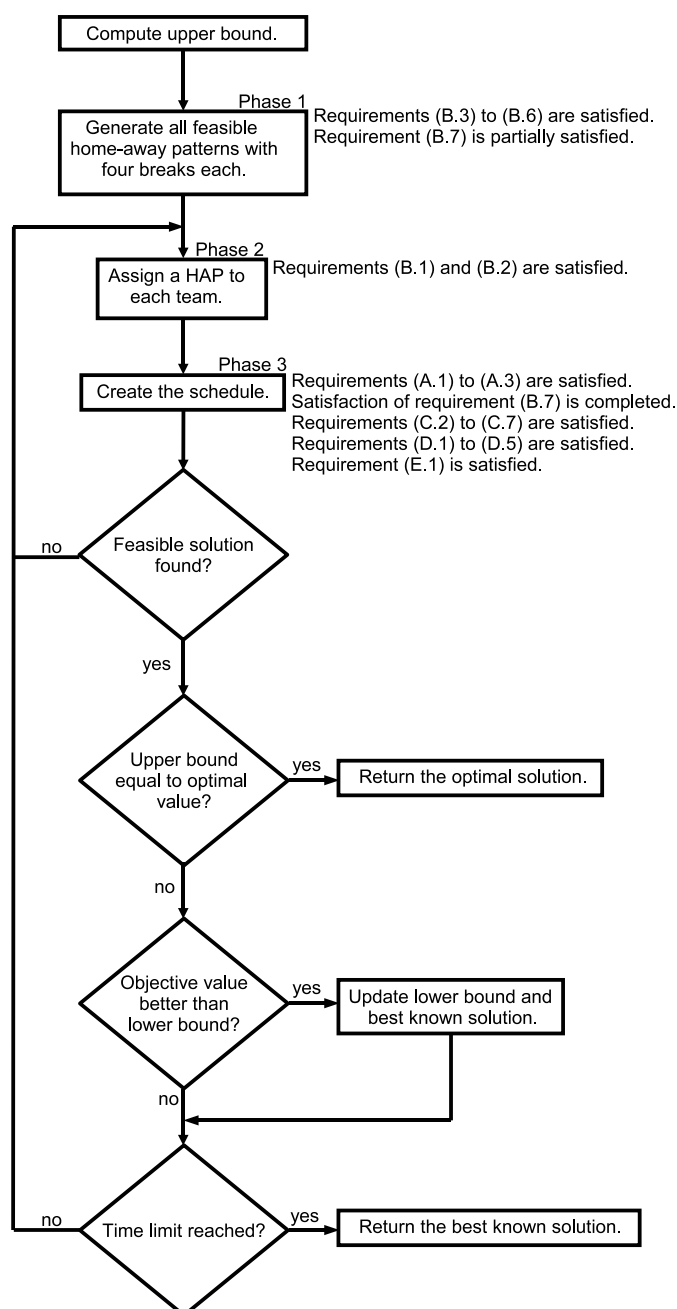 Compute upper bound.
Phase 1
Generate all feasible
home-away patterns with
four breaks each.
Requirements (B.3) to (B.6) are satisfied.
Requirement (B.7) is partially satisfied.
Phase 2
Assign a HAP to
each team.
Requirements (B.1) and (B.2) are satisfied.
Phase 3
Create the schedule.
Requirements (A.1) to (A.3) are satisfied.
Satisfaction of requirement (B.7) is completed.
Requirements (C.2) to (C.7) are satisfied.
Requirements (D.1) to (D.5) are satisfied.
Requirement (E.1) is satisfied.
no
Feasible solution
found?
yes
Upper bound
equal to optimal
value?
yes
Return the optimal solution.
no
Objective value
better than
lower bound?
yes
Update lower bound and
best known solution.
no
no
Time limit reached?
yes
Return the best known solution.